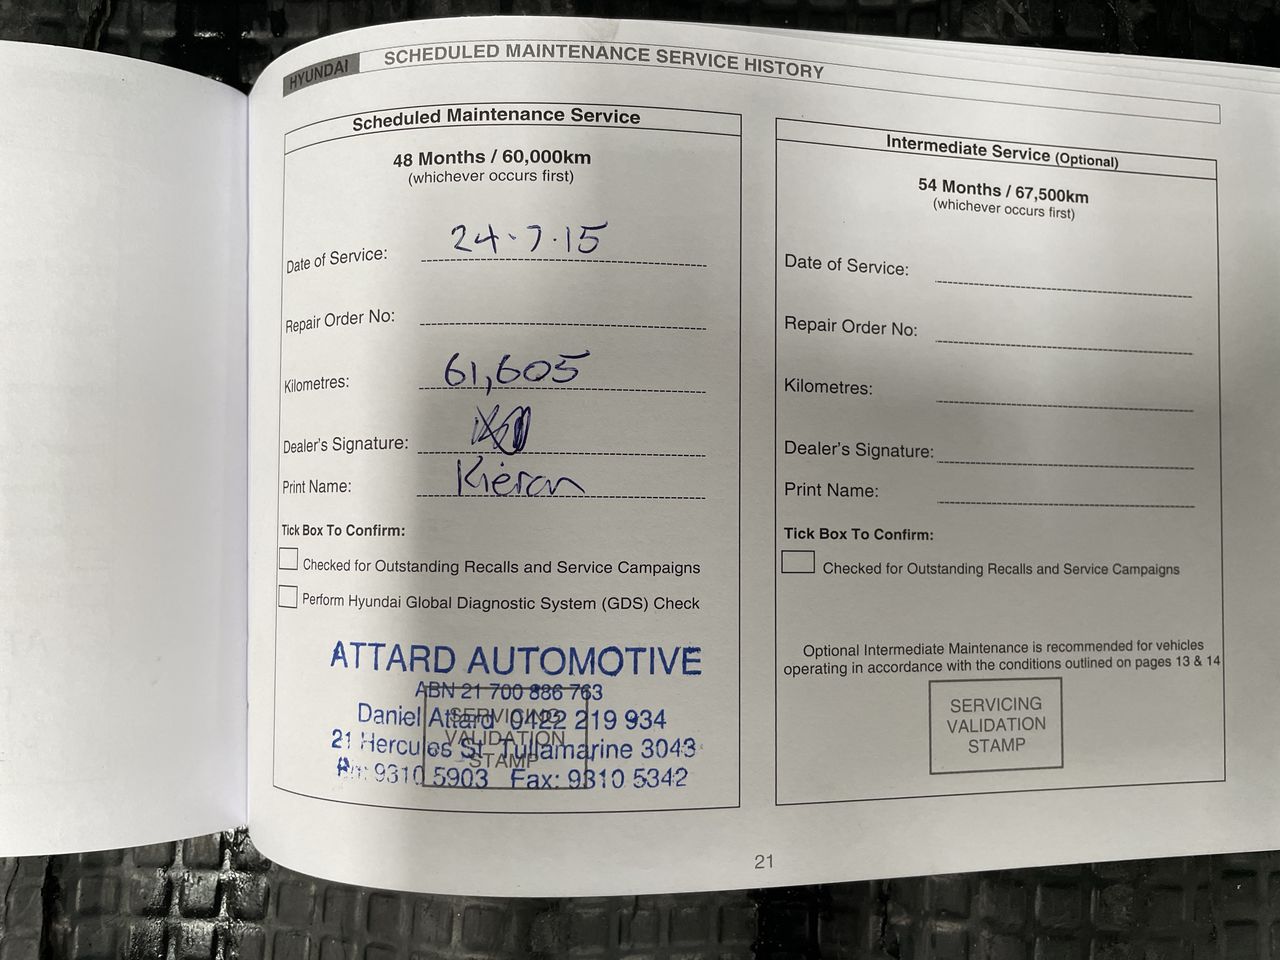 HYUNDAI
SCHEDULED MAINTENANCE SERVICE HISTORY
Scheduled Maintenance Service
48 Months / 60,000km
(whichever occurs first)
Date of Service: 24.7.15
Repair Order No:
Kilometres: 61,605
Dealer's Signature:
Print Name: Kieran
Tick Box To Confirm:
Checked for Outstanding Recalls and Service Campaigns
Perform Hyundai Global Diagnostic System (GDS) Check
ATTARD AUTOMOTIVE
ABN 21 700 886 763
Daniel Attard 0422 219 934
21 Hercules St, Tullamarine 3043
Ph: 9310 5903 Fax: 9310 5342
SERVICING
VALIDATION
STAMP
Intermediate Service (Optional)
54 Months / 67,500km
(whichever occurs first)
Date of Service:
Repair Order No:
Kilometres:
Dealer's Signature:
Print Name:
Tick Box To Confirm:
Checked for Outstanding Recalls and Service Campaigns
Optional Intermediate Maintenance is recommended for vehicles
operating in accordance with the conditions outlined on pages 13 & 14
SERVICING
VALIDATION
STAMP
21